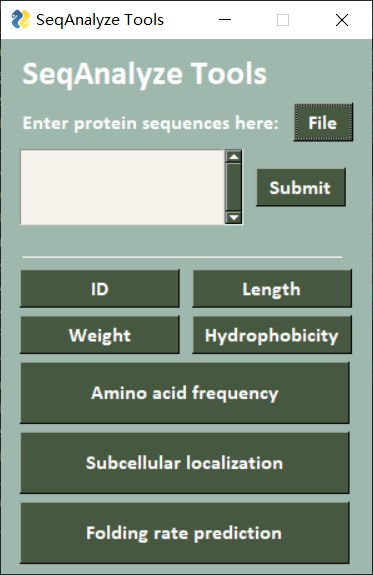 SeqAnalyze Tools
SeqAnalyze Tools
Enter protein sequences here: File
Submit
ID Length
Weight Hydrophobicity
Amino acid frequency
Subcellular localization
Folding rate prediction